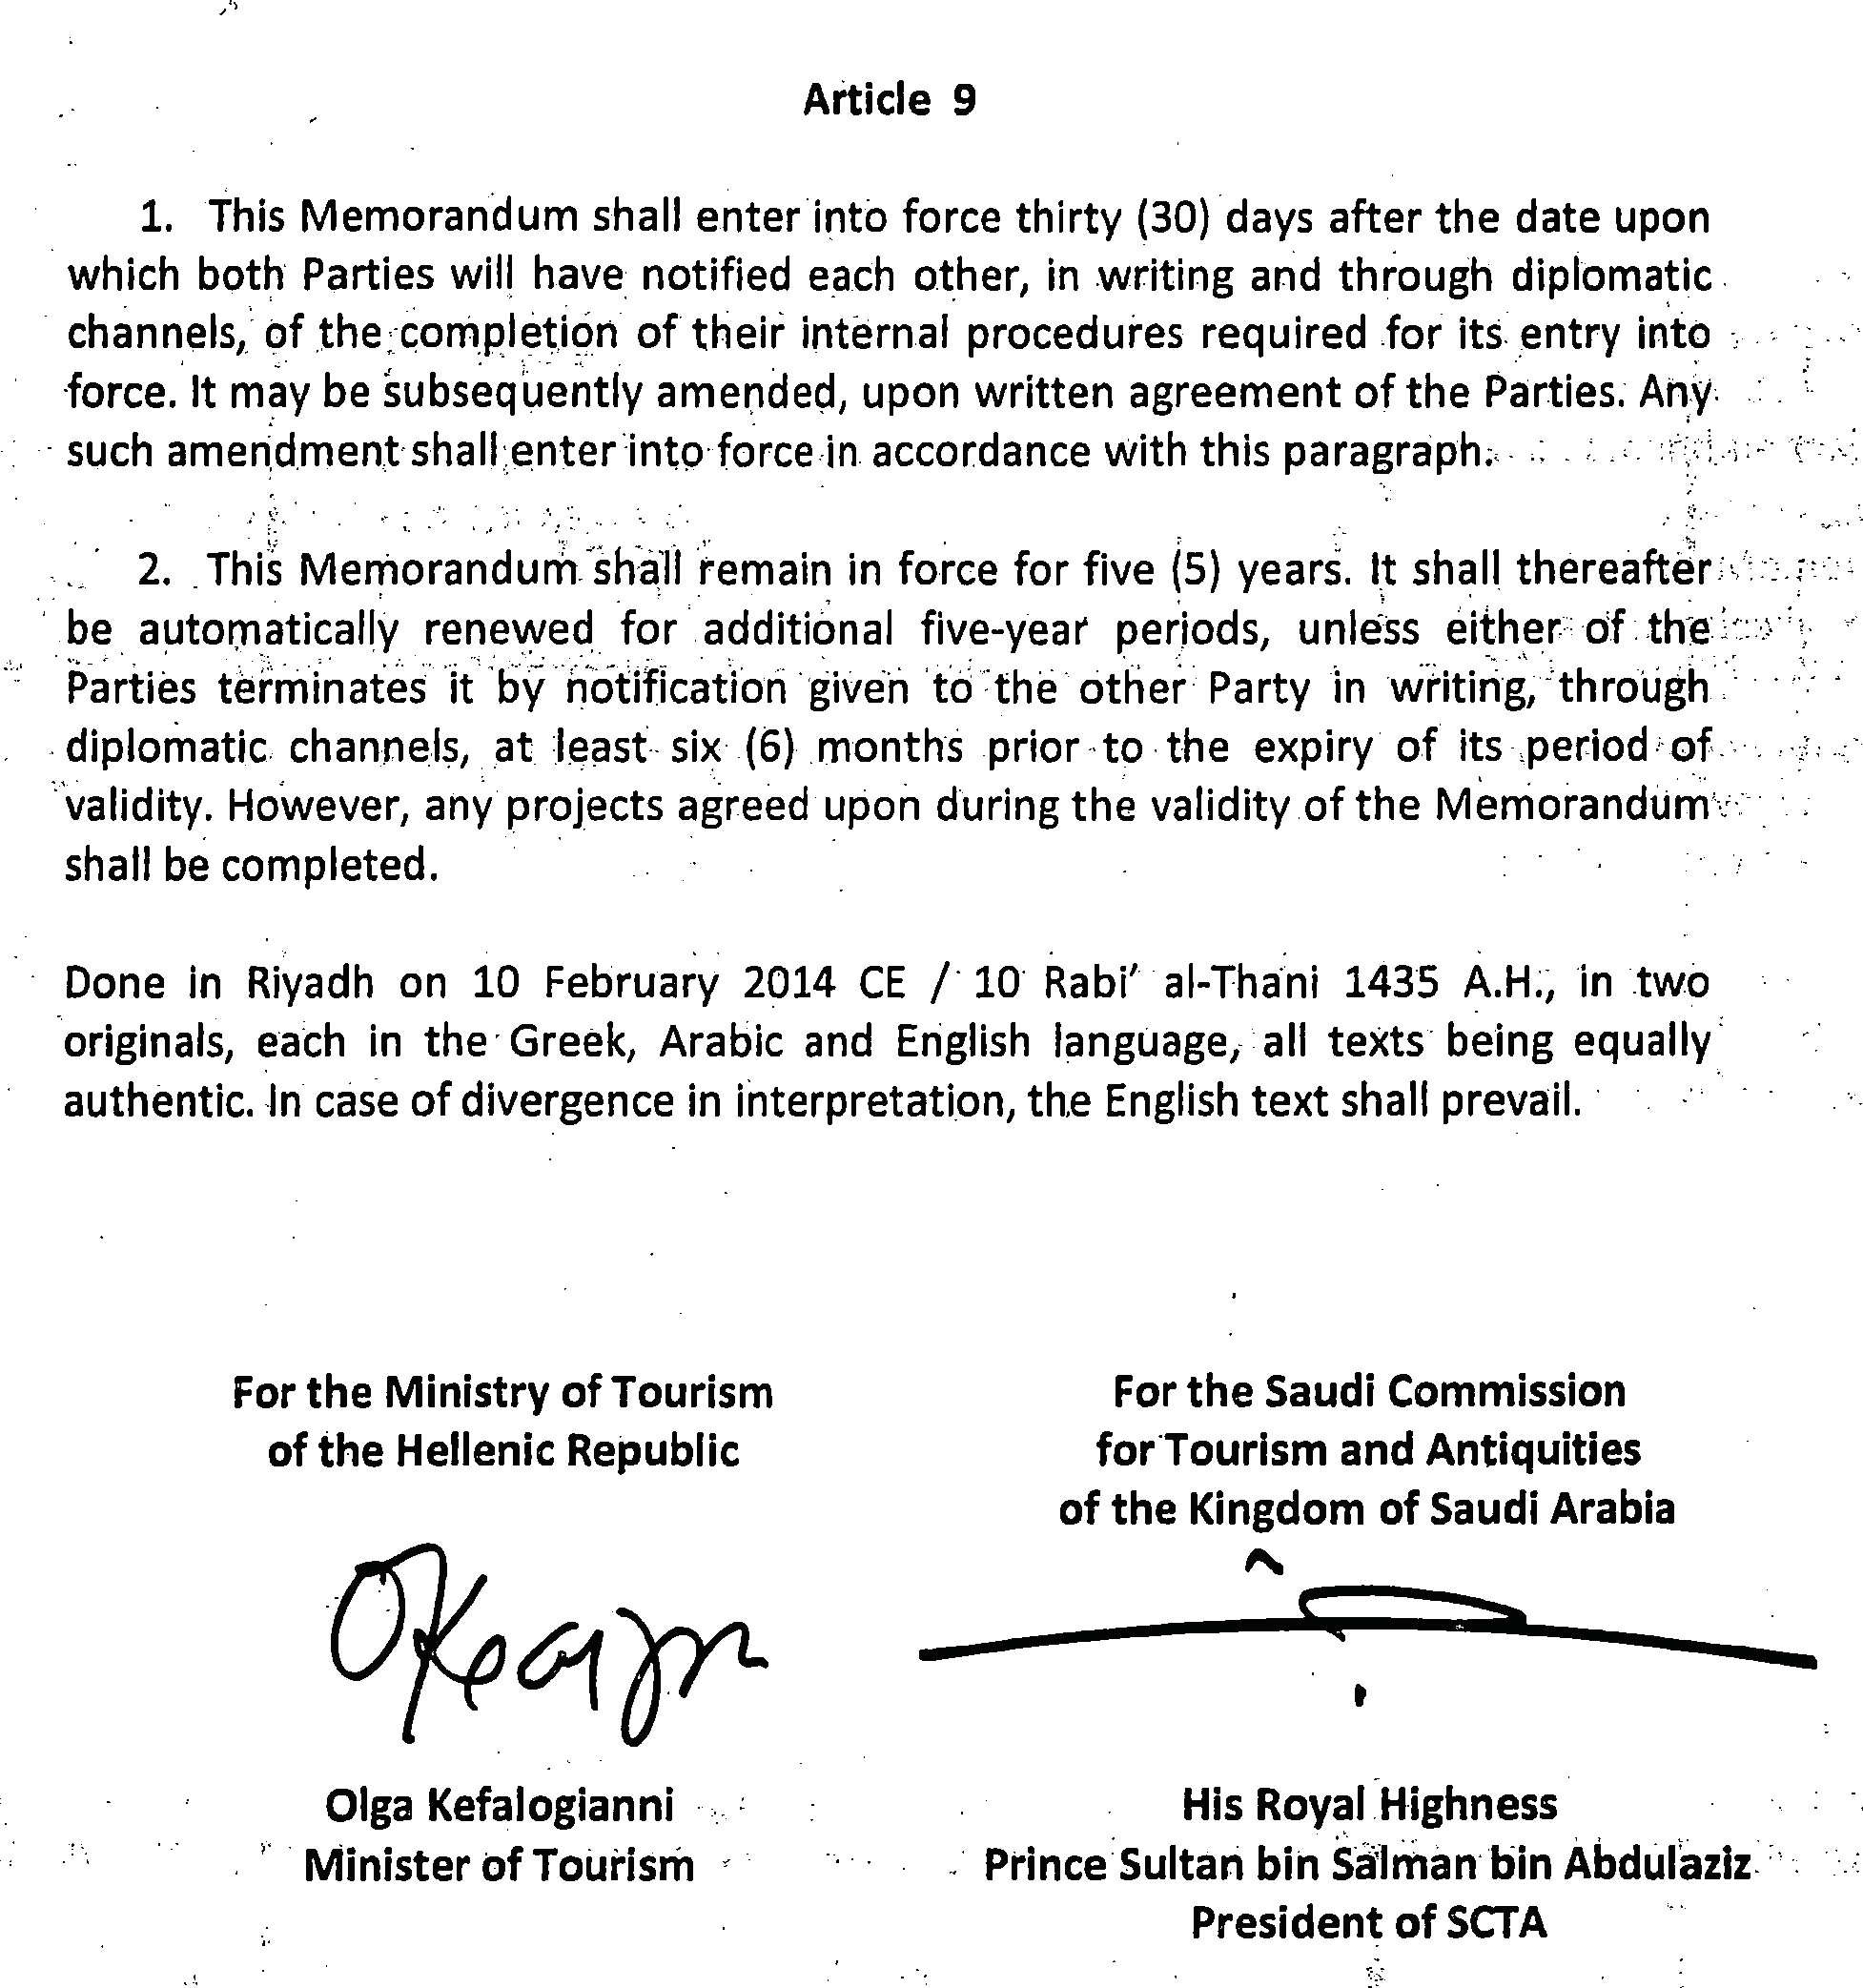 Article 9
1. This Memorandum shall enter into force thirty (30) days after the date upon
which both Parties will have notified each other, in writing and through diplomatic
channels, of the completion of their internal procedures required for its entry into
force. It may be subsequently amended, upon written agreement of the Parties. Any
such amendment shall enter into force in accordance with this paragraph.
2. This Memorandum shall remain in force for five (5) years. It shall thereafter
be automatically renewed for additional five-year periods, unless either of the
Parties terminates it by notification given to the other Party in writing, through
diplomatic channels, at least six (6) months prior to the expiry of its period of
validity. However, any projects agreed upon during the validity of the Memorandum
shall be completed.
Done in Riyadh on 10 February 2014 CE / 10 Rabi' al-Thani 1435 A.H., in two
originals, each in the Greek, Arabic and English language, all texts being equally
authentic. In case of divergence in interpretation, the English text shall prevail.
For the Ministry of Tourism
of the Hellenic Republic
For the Saudi Commission
for Tourism and Antiquities
of the Kingdom of Saudi Arabia
Olga Kefalogianni
Minister of Tourism
His Royal Highness
Prince Sultan bin Salman bin Abdulaziz
President of SCTA